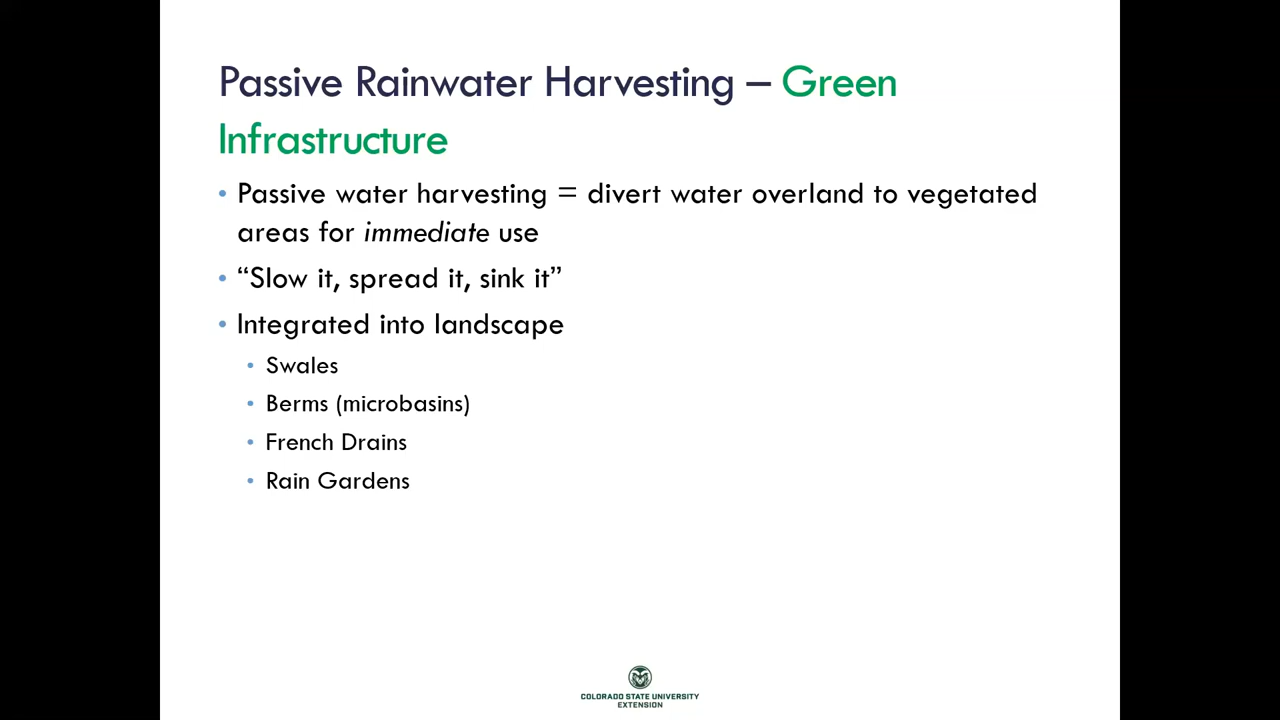 Passive Rainwater Harvesting – Green
Infrastructure
• Passive water harvesting = divert water overland to vegetated
areas for immediate use
• “Slow it, spread it, sink it”
• Integrated into landscape
• Swales
• Berms (microbasins)
• French Drains
• Rain Gardens
COLORADO STATE UNIVERSITY
EXTENSION